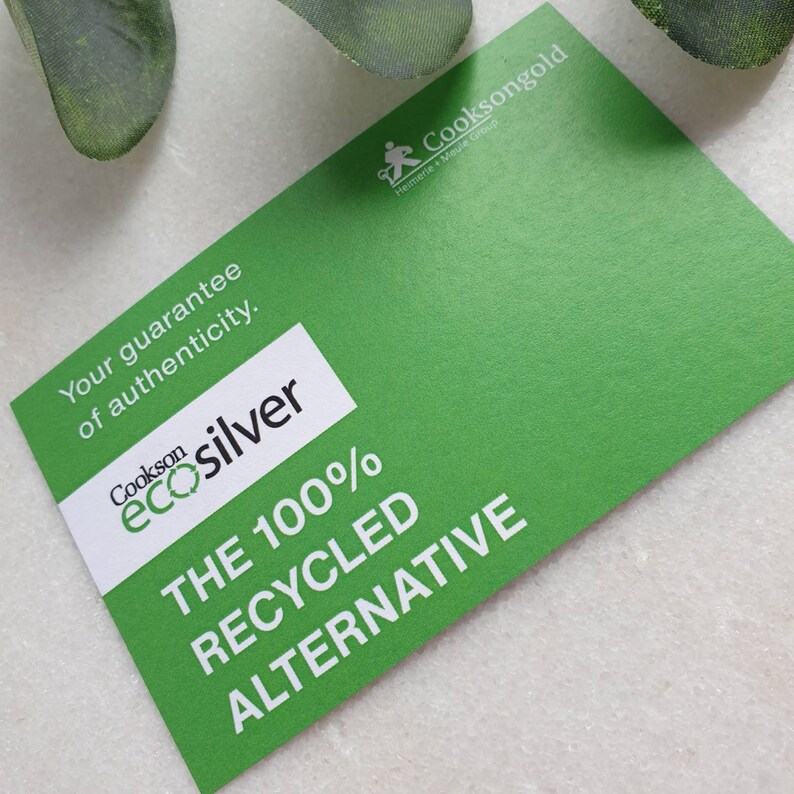 Cooksongold
Heimerle + Meule Group
Your guarantee
of authenticity.
Cookson
ecosilver
THE 100%
RECYCLED
ALTERNATIVE